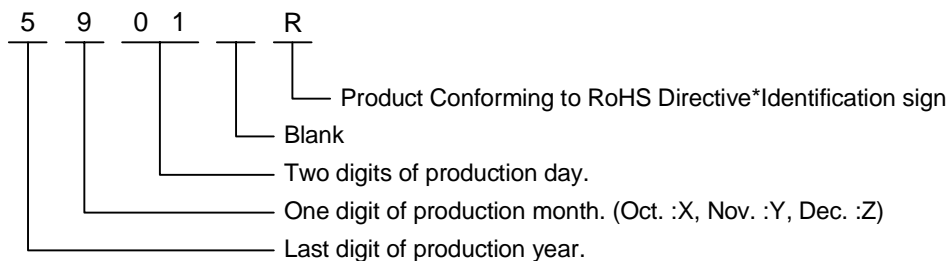 5 9 0 1 R
Product Conforming to RoHS Directive*Identification sign
Blank
Two digits of production day.
One digit of production month. (Oct. :X, Nov. :Y, Dec. :Z)
Last digit of production year.